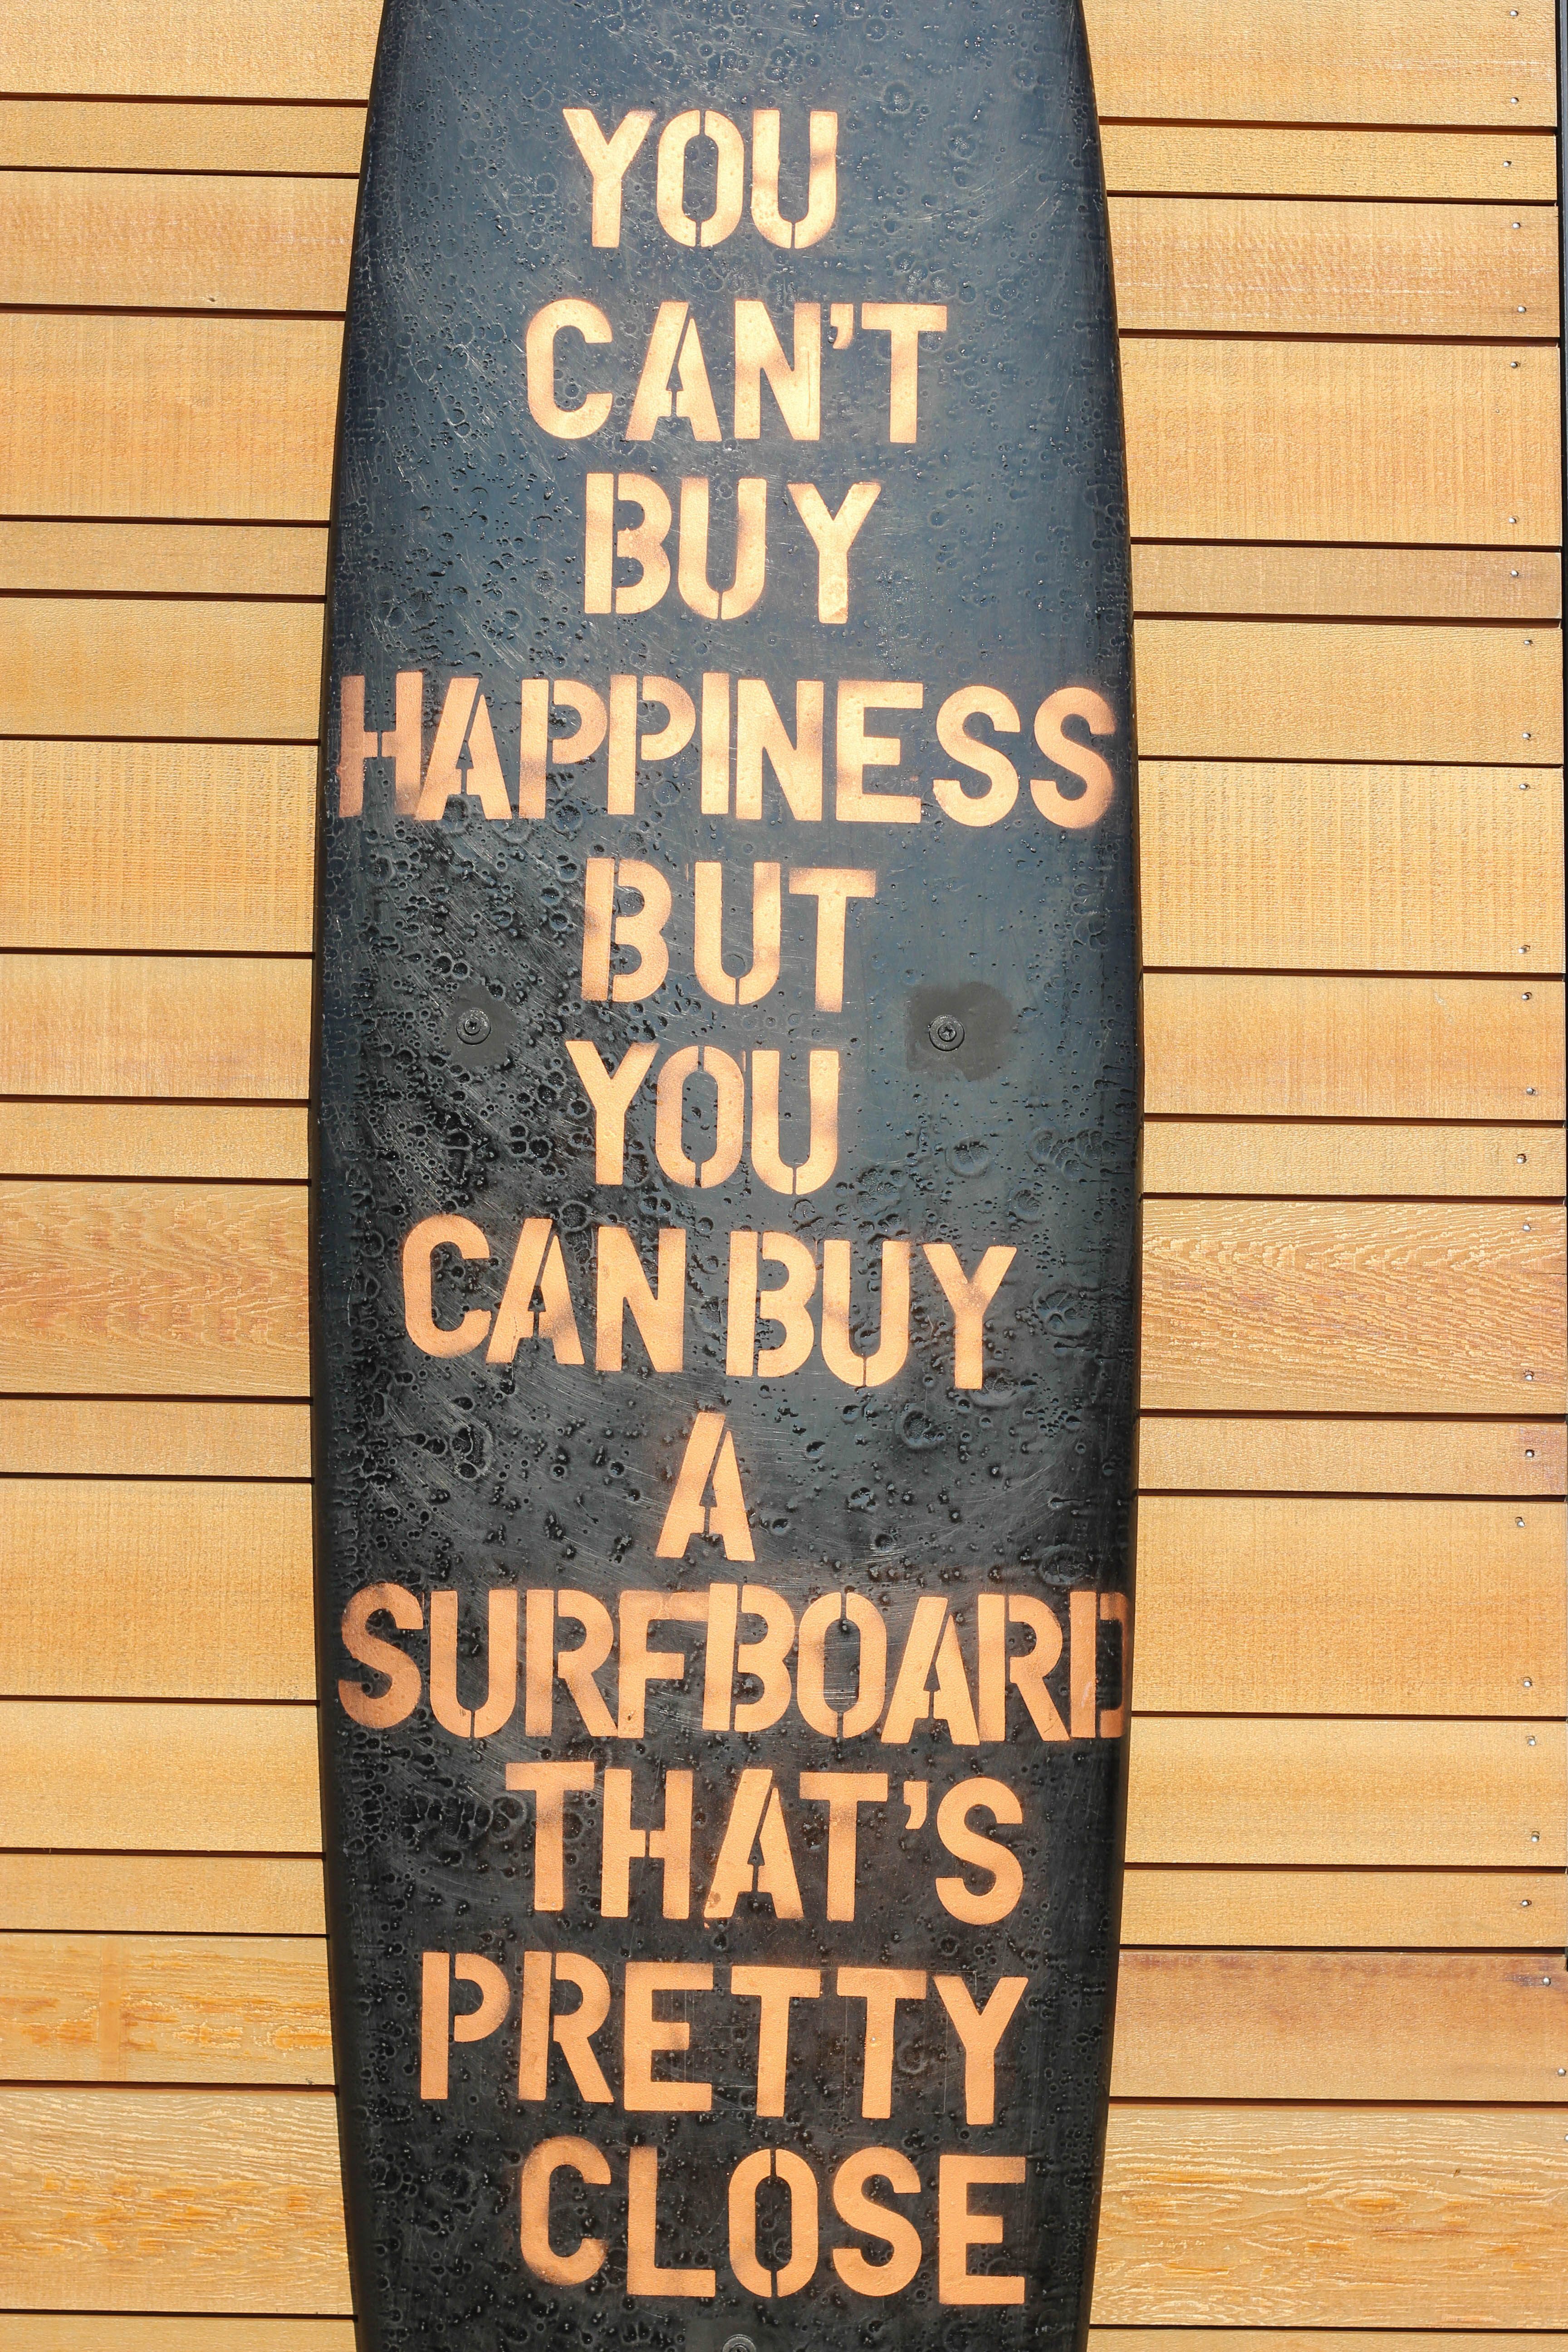 YOU
CAN'T
BUY
HAPPINESS
BUT
YOU
CAN BUY
A
SURFBOARD
THAT'S
PRETTY
CLOSE